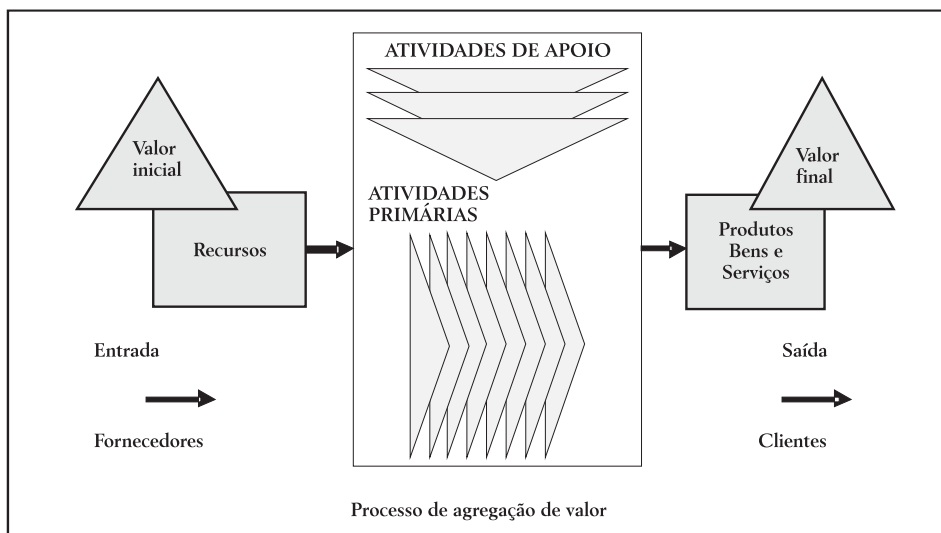 ATIVIDADES DE APOIO
Valor
inicial
Recursos
ATIVIDADES
PRIMÁRIAS
Valor
final
Produtos
Bens e
Serviços
Entrada
Fornecedores
Saída
Clientes
Processo de agregação de valor